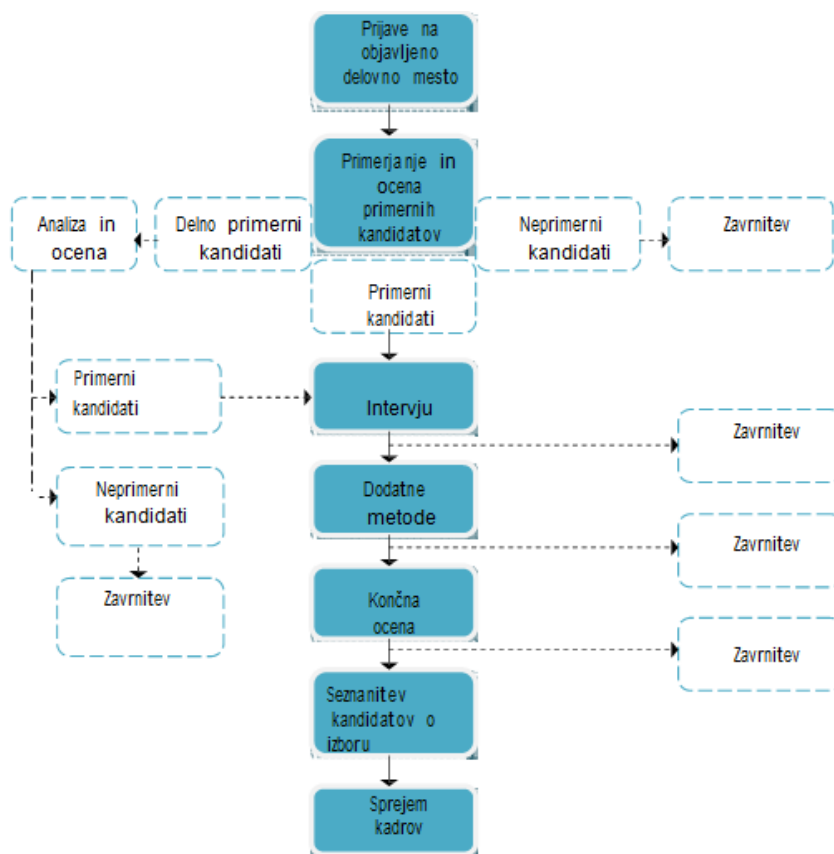 Prijave na
objavljeno
delovno mesto
Primerjanje in
ocena
primernih
kandidatov
Analiza in
ocena
Delno primerni
kandidati
Neprimerni
kandidati
Zavrnitev
Primerni
kandidati
Primerni
kandidati
Intervju
Zavrnitev
Neprimerni
kandidati
Dodatne
metode
Zavrnitev
Zavrnitev
Končna
ocena
Zavrnitev
Seznanitev
kandidatov o
izboru
Sprejem
kadrov